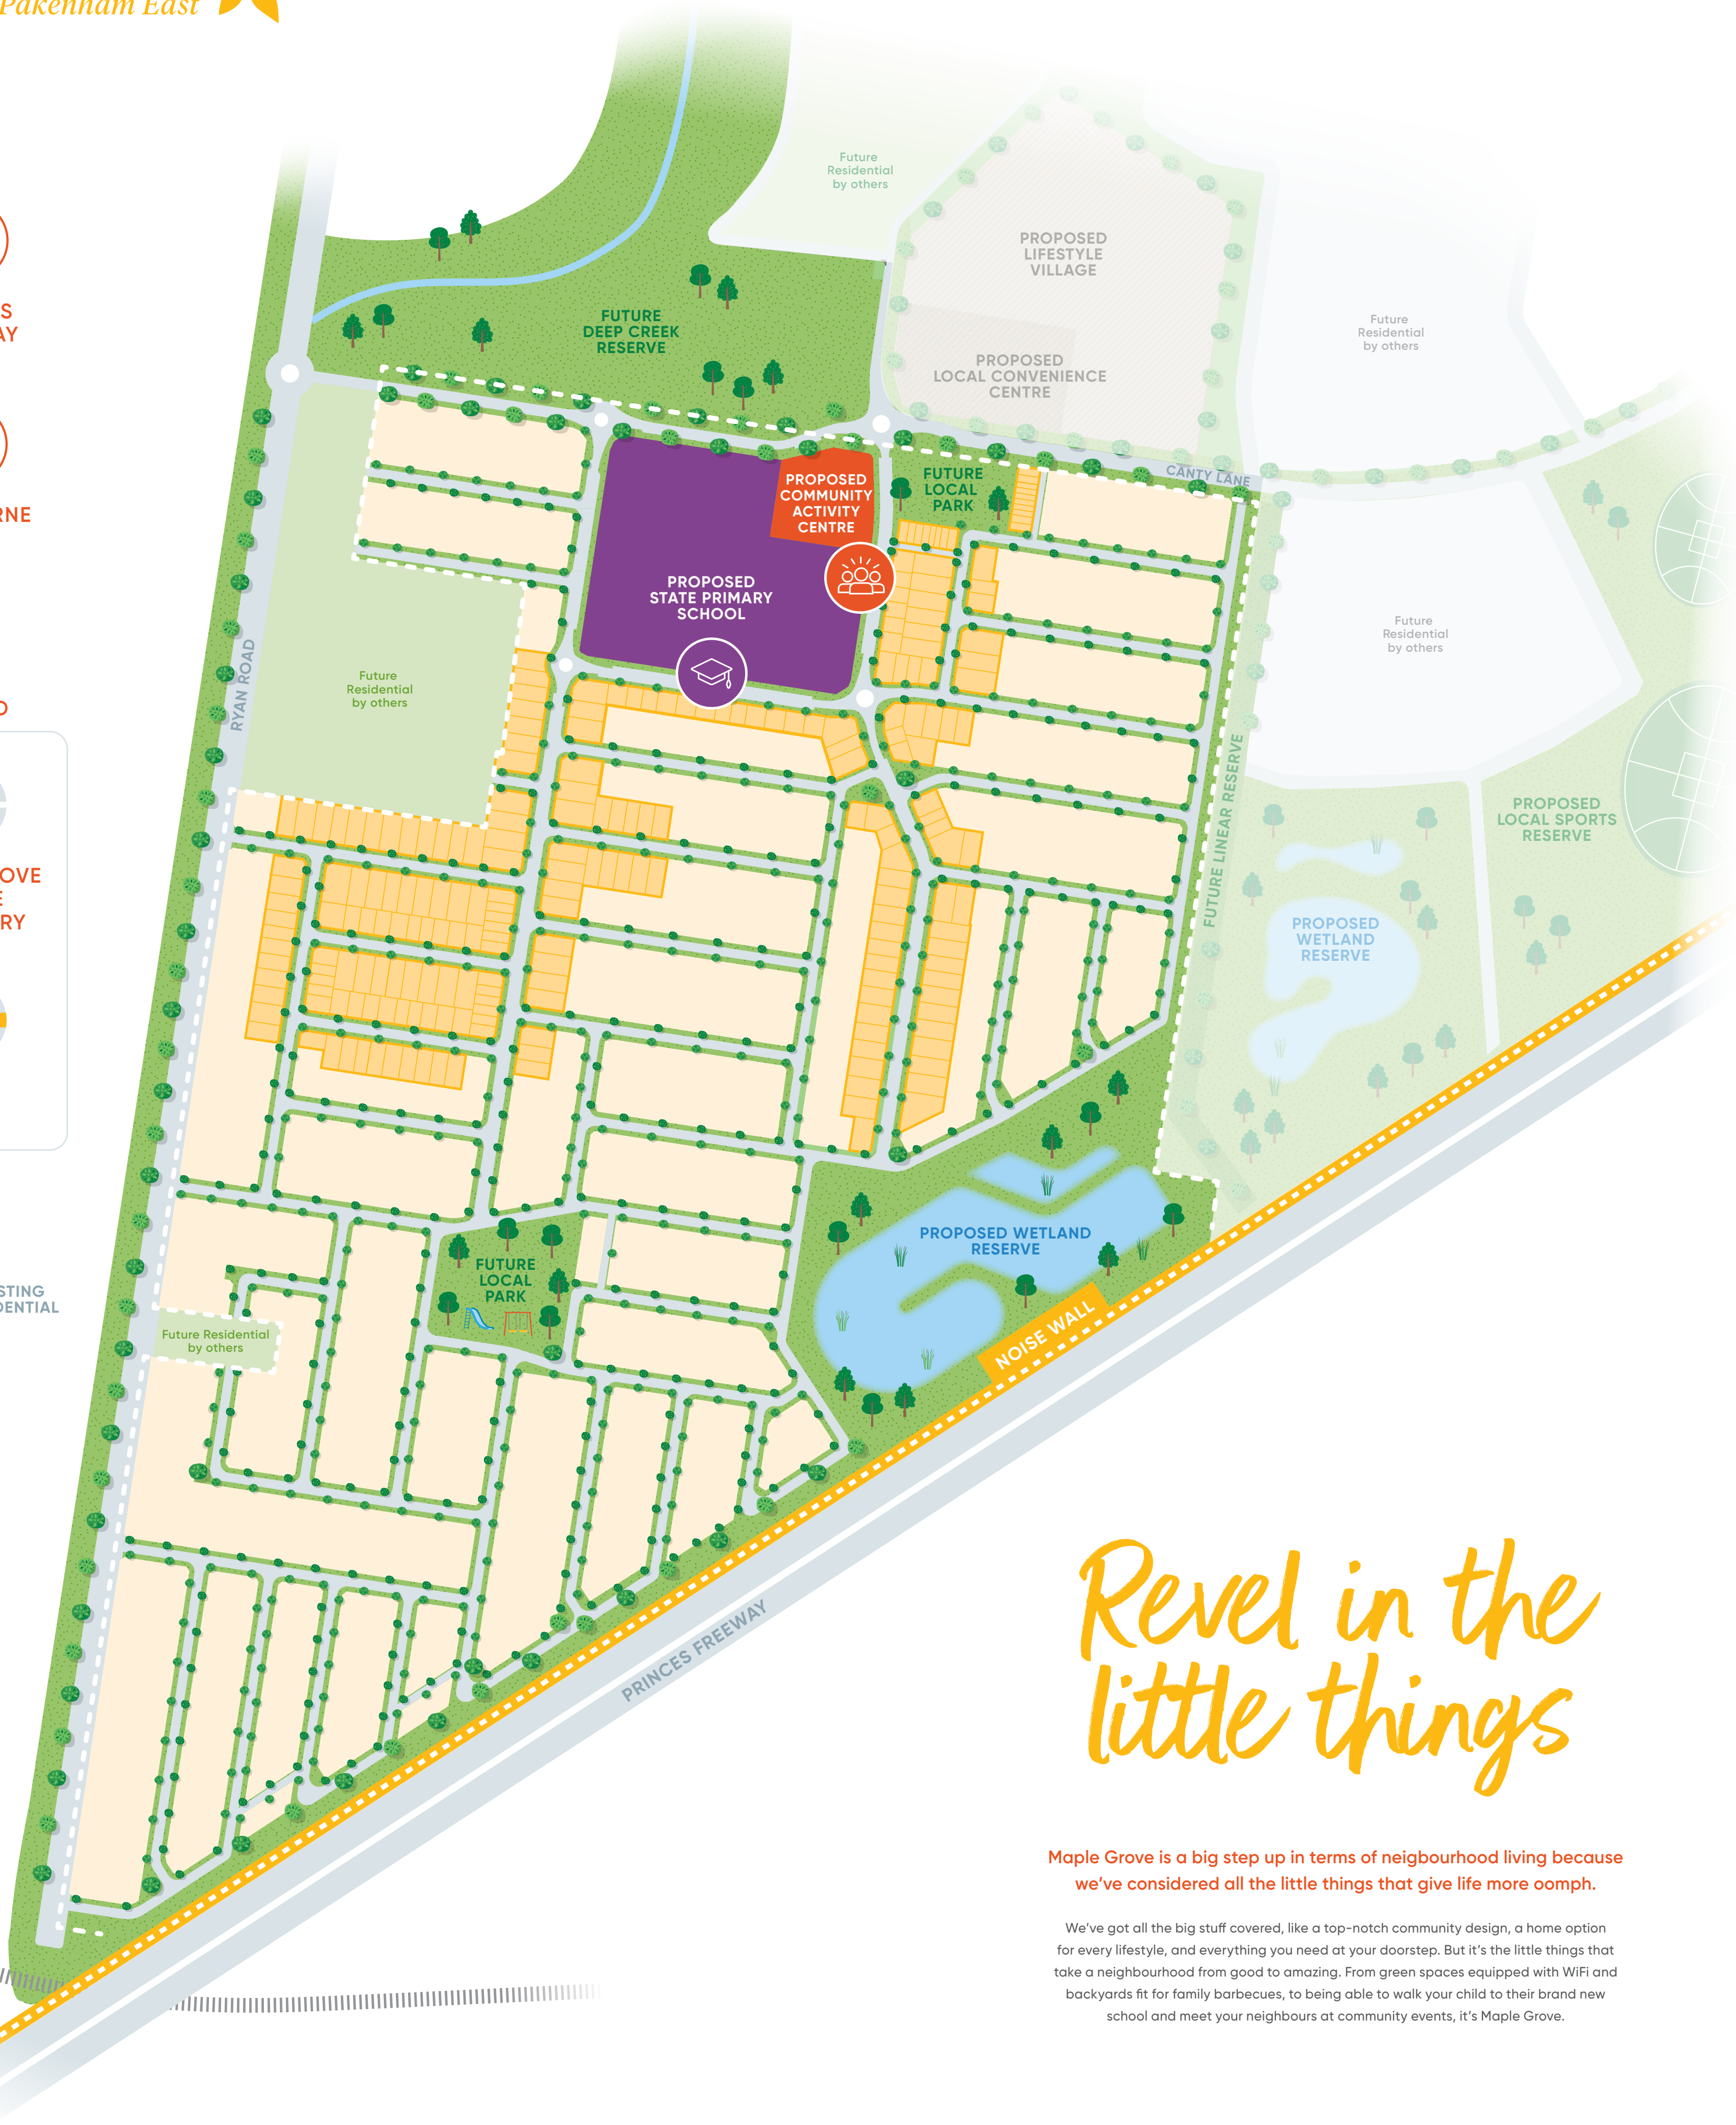 Pakenham East
Future
Residential
by others
PROPOSED
LIFESTYLE
VILLAGE
FUTURE
DEEP CREEK
RESERVE
PROPOSED
LOCAL CONVENIENCE
CENTRE
Future
Residential
by others
CANTY LANE
PROPOSED
COMMUNITY
ACTIVITY
CENTRE
FUTURE
LOCAL
PARK
PROPOSED
STATE PRIMARY
SCHOOL
Future
Residential
by others
RYAN ROAD
Future
Residential
by others
FUTURE LINEAR RESERVE
PROPOSED
LOCAL SPORTS
RESERVE
PROPOSED
WETLAND
RESERVE
PROPOSED WETLAND
RESERVE
FUTURE
LOCAL
PARK
Future Residential
by others
NOISE WALL
PRINCES FREEWAY
Revel in the
little things
Maple Grove is a big step up in terms of neigbourhood living because
we've considered all the little things that give life more oomph.
We've got all the big stuff covered, like a top-notch community design, a home option
for every lifestyle, and everything you need at your doorstep. But it's the little things that
take a neighbourhood from good to amazing. From green spaces equipped with WiFi and
backyards fit for family barbecues, to being able to walk your child to their brand new
school and meet your neighbours at community events, it's Maple Grove.